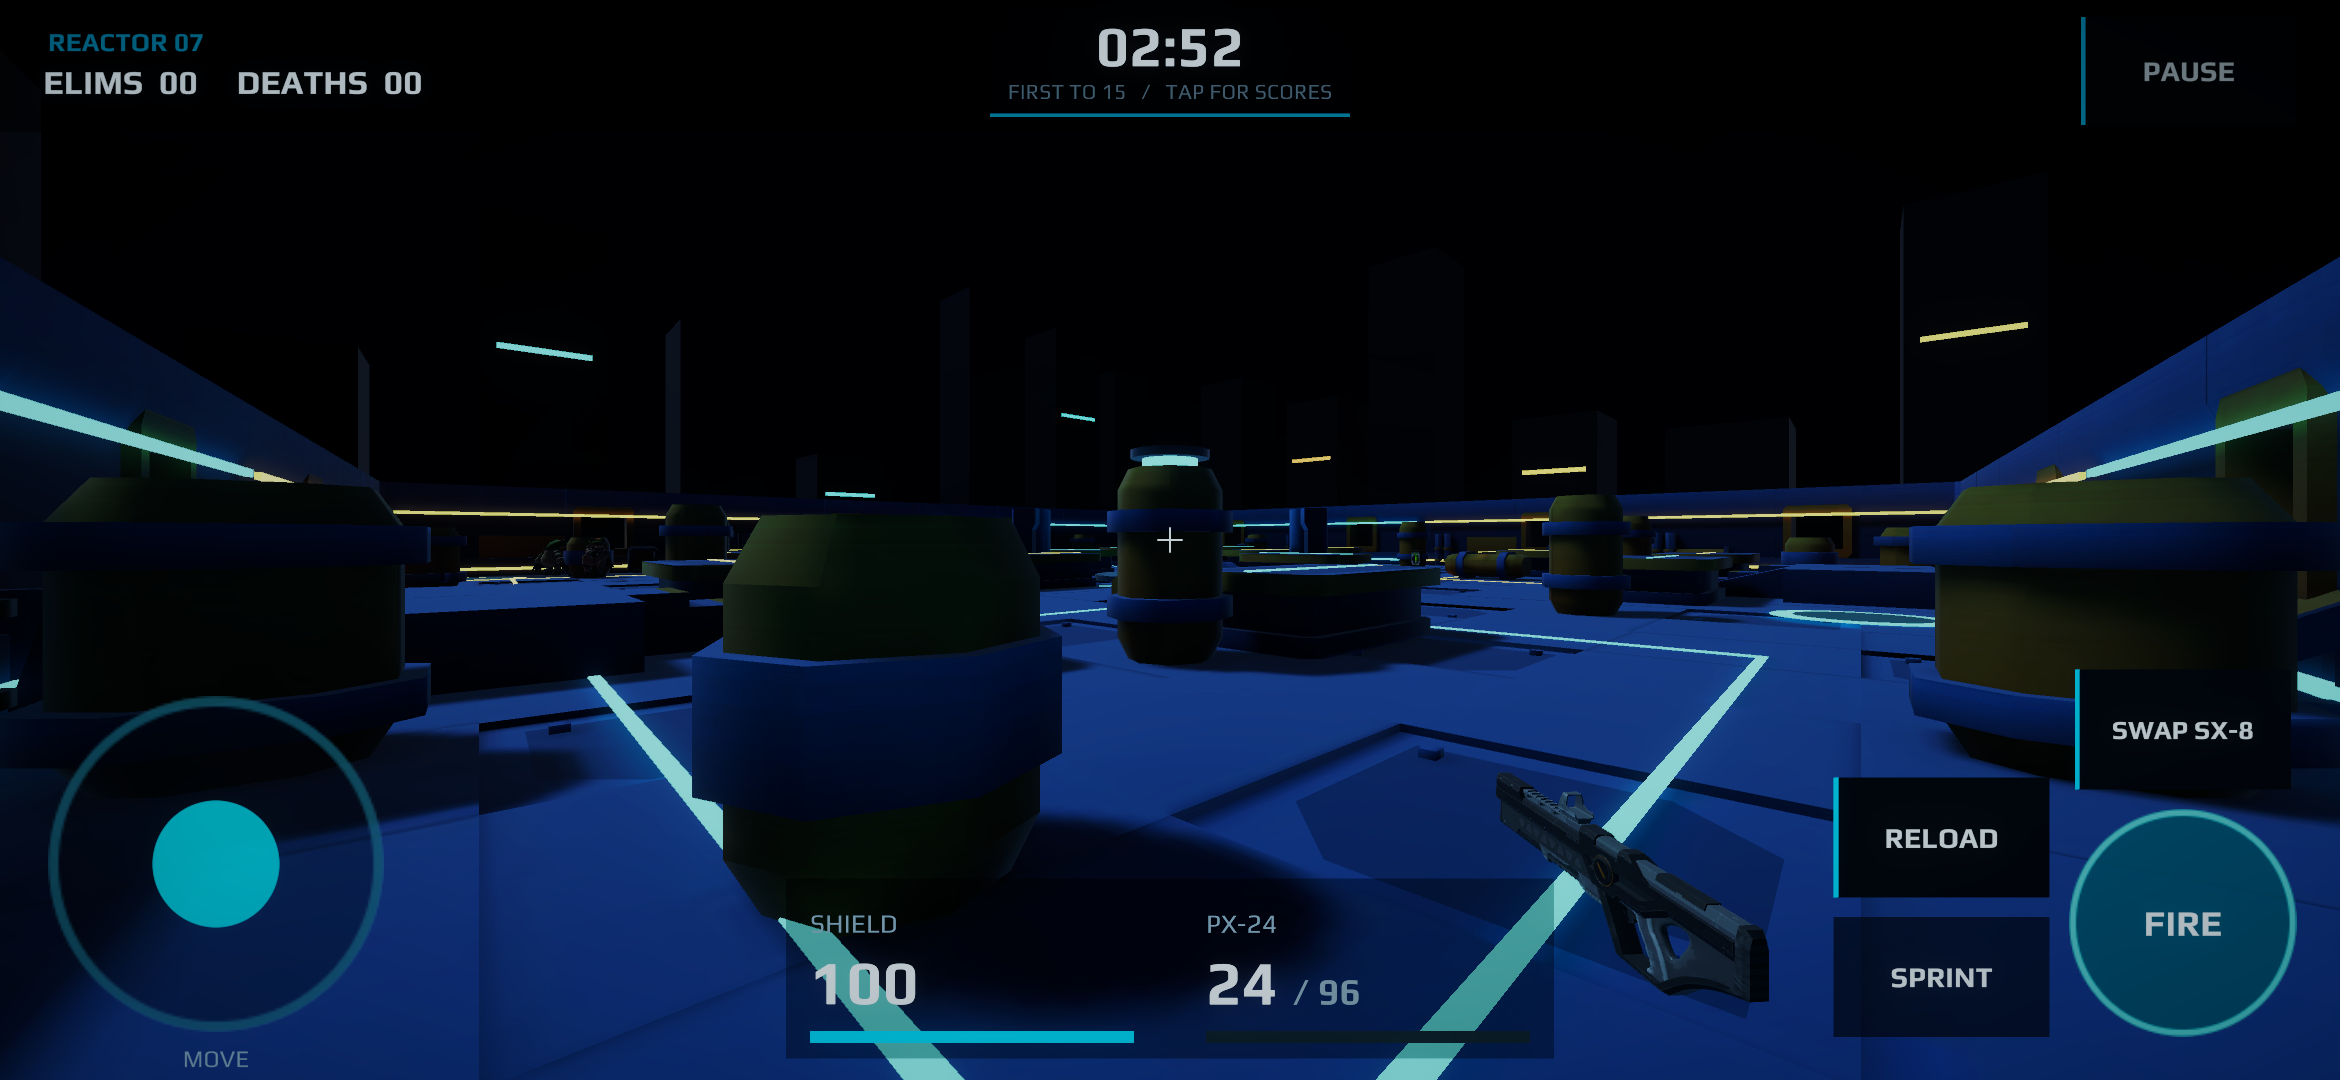 REACTOR 07
ELIMS 00 DEATHS 00
02:52
FIRST TO 15 / TAP FOR SCORES
PAUSE
SWAP SX-8
RELOAD
FIRE
SPRINT
SHIELD
100
PX-24
24 / 96
MOVE